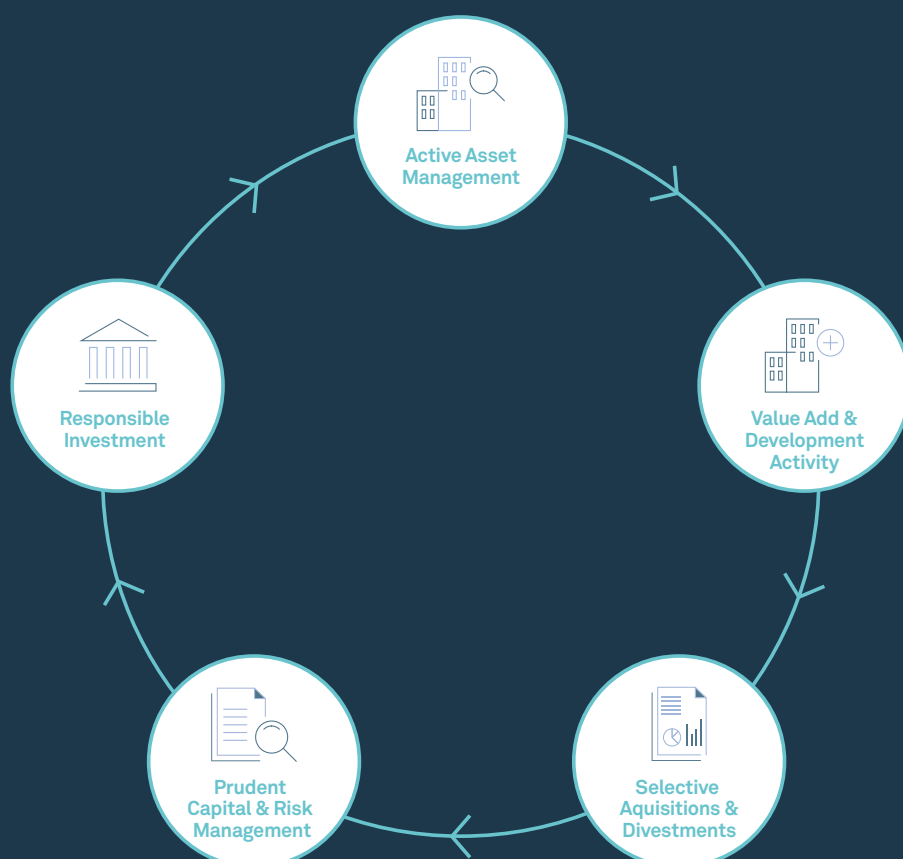 Active Asset
Management
Value Add &
Development
Activity
Selective
Aquisitions &
Divestments
Prudent
Capital & Risk
Management
Responsible
Investment